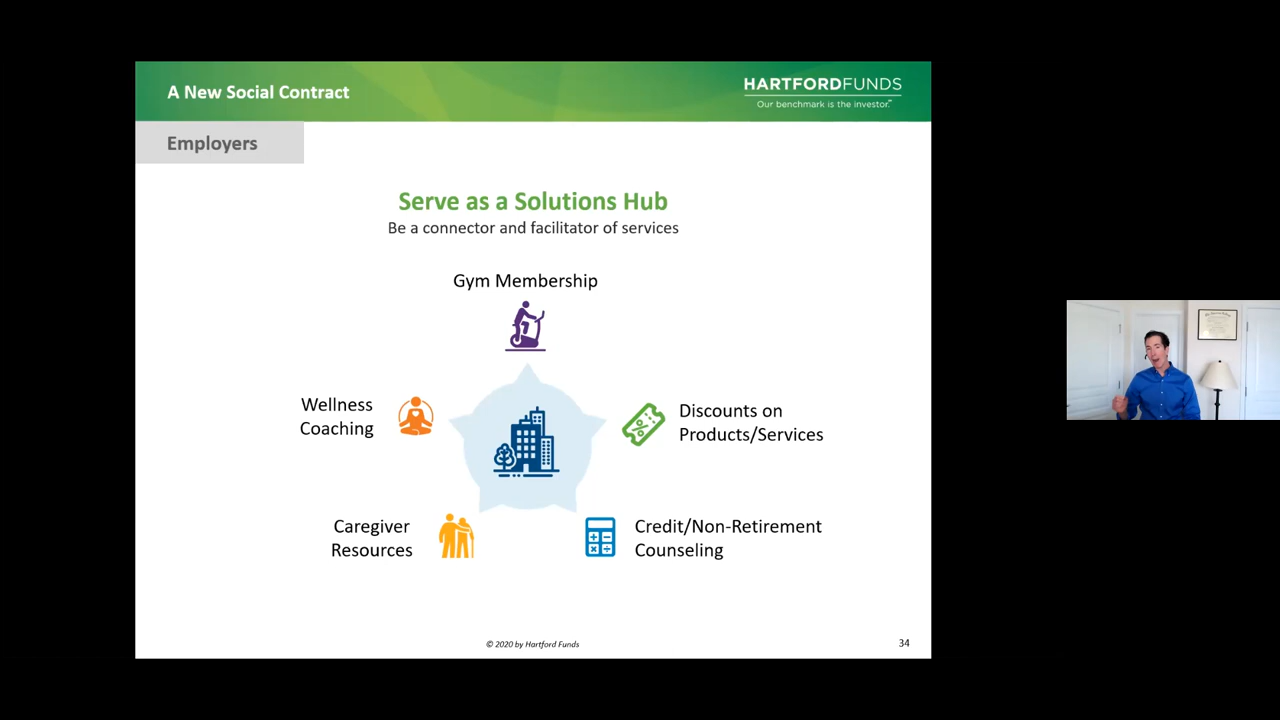 A New Social Contract
HARTFORDFUNDS
Our benchmark is the investor.℠
Employers
Serve as a Solutions Hub
Be a connector and facilitator of services
Gym Membership
Wellness
Coaching
Discounts on
Products/Services
Caregiver
Resources
Credit/Non-Retirement
Counseling
© 2020 by Hartford Funds
34